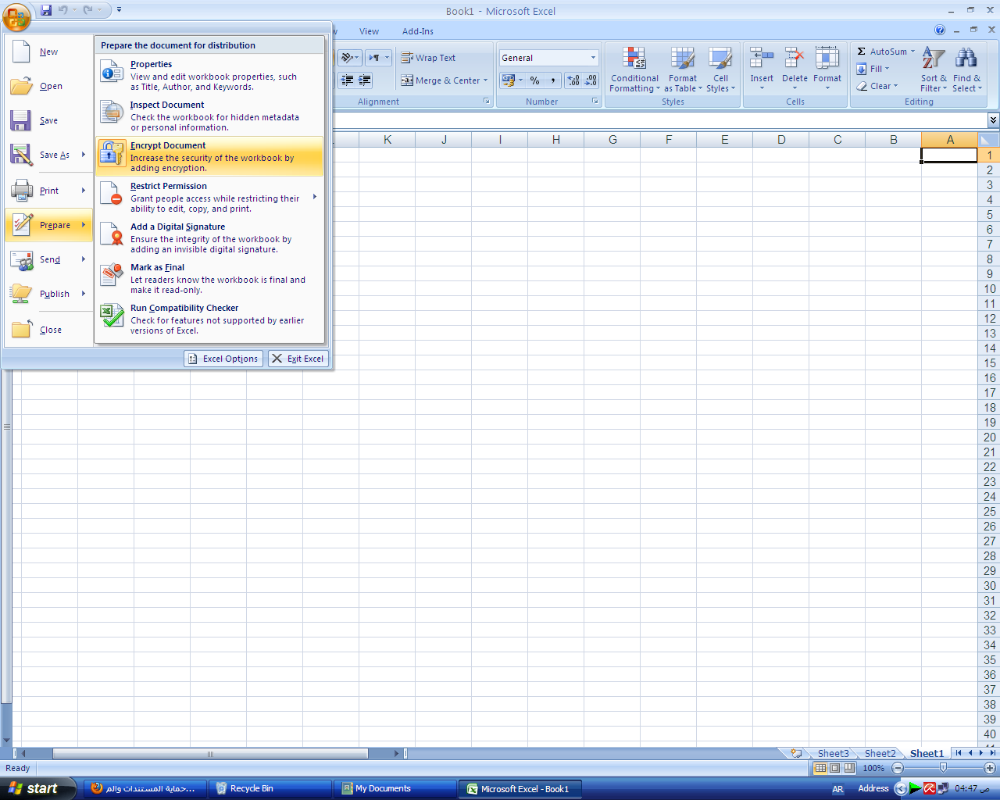 Book1 - Microsoft Excel
View
Add-Ins
New
Open
Save
Save As
Print
Prepare
Send
Publish
Close
Prepare the document for distribution
Properties
View and edit workbook properties, such
as Title, Author, and Keywords.
Inspect Document
Check the workbook for hidden metadata
or personal information.
Encrypt Document
Increase the security of the workbook by
adding encryption.
Restrict Permission
Grant people access while restricting their
ability to edit, copy, and print.
Add a Digital Signature
Ensure the integrity of the workbook by
adding an invisible digital signature.
Mark as Final
Let readers know the workbook is final and
make it read-only.
Run Compatibility Checker
Check for features not supported by earlier
versions of Excel.
Excel Options
Exit Excel
Wrap Text
Merge & Center
Alignment
General
% ,
Number
Conditional
Formatting
Format
as Table
Cell
Styles
Styles
Insert
Delete
Format
Cells
Σ AutoSum
Fill
Clear
Sort &
Filter
Find &
Select
Editing
K J I H G F E D C B A
1
2
3
4
5
6
7
8
9
10
11
12
13
14
15
16
17
18
19
20
21
22
23
24
25
26
27
28
29
30
31
32
33
34
35
36
37
38
39
40
Sheet3
Sheet2
Sheet1
Ready
100%
start
حماية المستندات والم...
Recycle Bin
My Documents
Microsoft Excel - Book1
AR
Address
04:47 ص